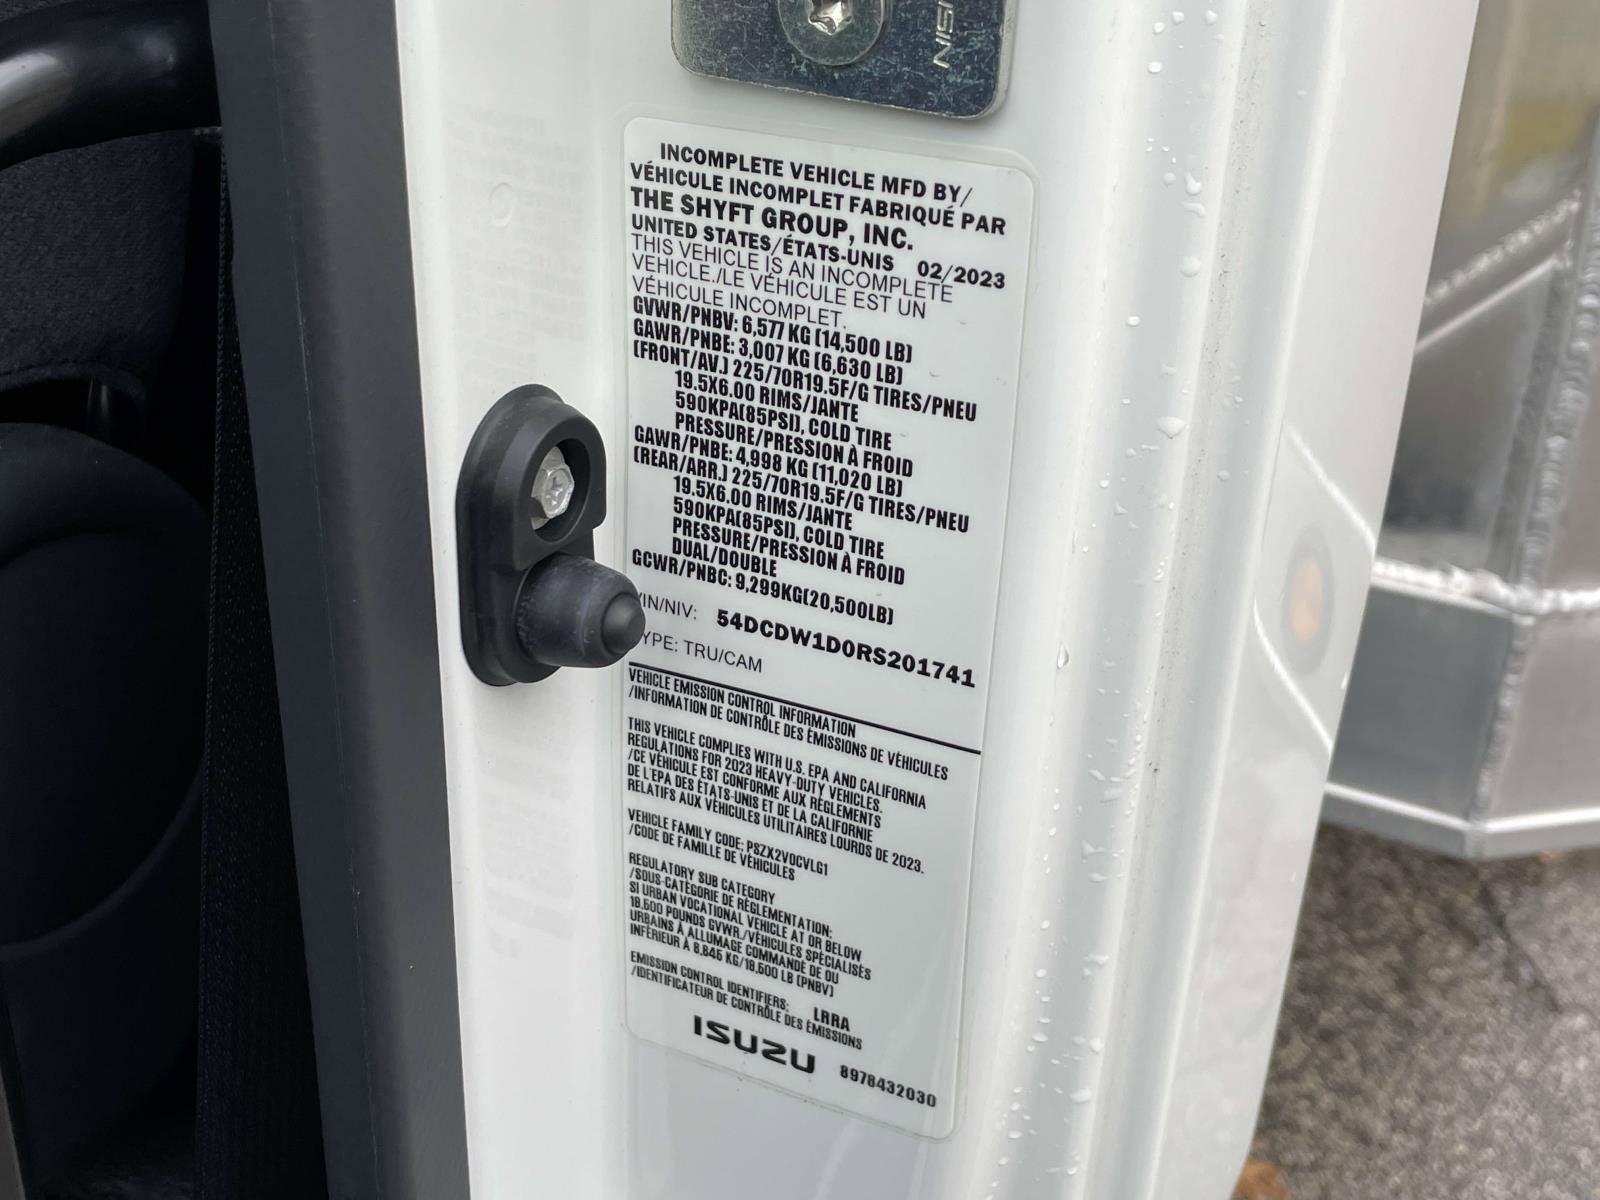 NISI
INCOMPLETE VEHICLE MFD BY/
VÉHICULE INCOMPLET FABRIQUÉ PAR
THE SHYFT GROUP, INC.
UNITED STATES/ÉTATS-UNIS 02/2023
THIS VEHICLE IS AN INCOMPLETE
VEHICLE./LE VÉHICULE EST UN
VÉHICULE INCOMPLET.
GVWR/PNBV: 6,577 KG (14,500 LB)
GAWR/PNBE: 3,007 KG (6,630 LB)
(FRONT/AV.) 225/70R19.5F/G TIRES/PNEU
19.5X6.00 RIMS/JANTE
590KPA(85PSI), COLD TIRE
PRESSURE/PRESSION À FROID
GAWR/PNBE: 4,998 KG (11,020 LB)
(REAR/ARR.) 225/70R19.5F/G TIRES/PNEU
19.5X6.00 RIMS/JANTE
590KPA(85PSI), COLD TIRE
PRESSURE/PRESSION À FROID
DUAL/DOUBLE
GCWR/PNBC: 9,299KG(20,500LB)
VIN/NIV: 54DCDW1D0RS201741
TYPE: TRU/CAM
VEHICLE EMISSION CONTROL INFORMATION
/INFORMATION DE CONTRÔLE DES ÉMISSIONS DE VÉHICULES
THIS VEHICLE COMPLIES WITH U.S. EPA AND CALIFORNIA
REGULATIONS FOR 2023 HEAVY-DUTY VEHICLES.
/CE VÉHICULE EST CONFORME AUX RÈGLEMENTS
DE L'EPA DES ÉTATS-UNIS ET DE LA CALIFORNIE
RELATIFS AUX VÉHICULES UTILITAIRES LOURDS DE 2023.
VEHICLE FAMILY CODE: PSZX2VOCVLG1
/CODE DE FAMILLE DE VÉHICULES
REGULATORY SUB CATEGORY
/SOUS-CATÉGORIE DE RÉGLEMENTATION:
SI URBAN VOCATIONAL VEHICLE AT OR BELOW
19,500 POUNDS GVWR./VÉHICULES SPÉCIALISÉS
URBAINS À ALLUMAGE COMMANDÉ DE OU
INFÉRIEUR À 8,845 KG/19,500 LB (PNBV)
EMISSION CONTROL IDENTIFIERS: LRRA
/IDENTIFICATEUR DE CONTRÔLE DES ÉMISSIONS
ISUZU 8978432030